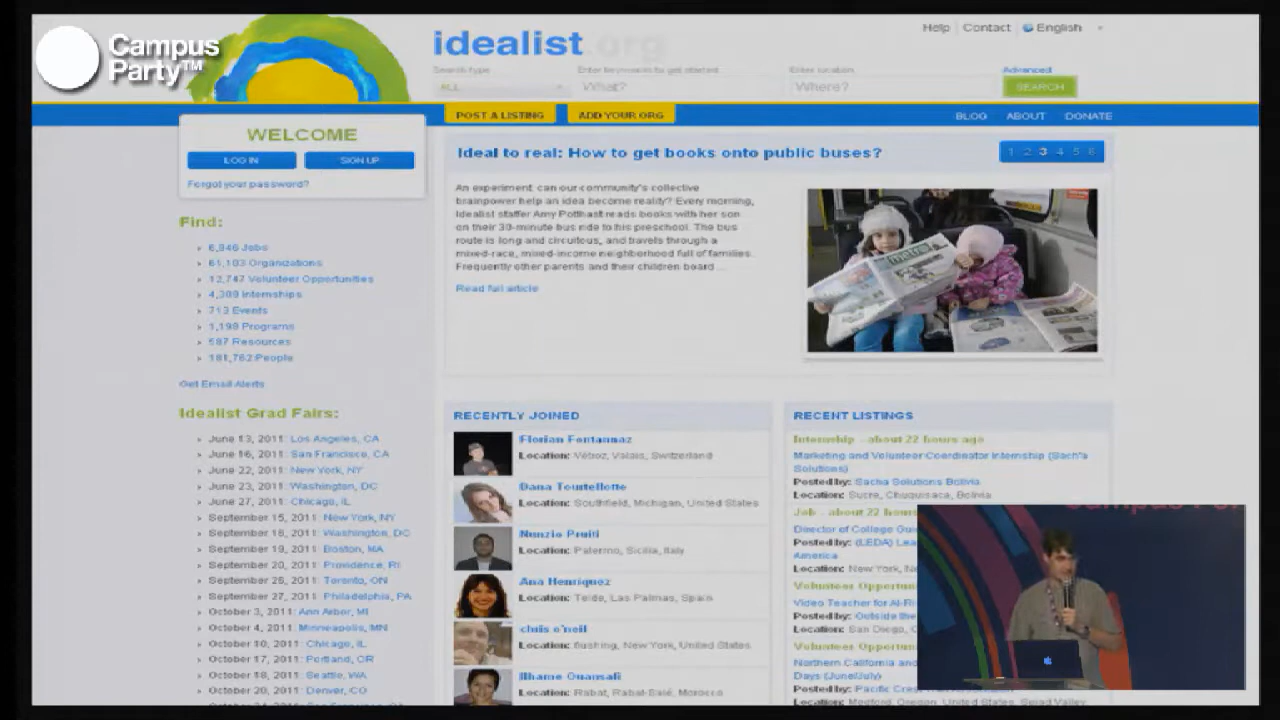 Campus
Party™
idealist.org
Help
Contact
English
Search type
Enter keywords to get started
Enter location
Advanced
ALL
What?
Where?
SEARCH
POST A LISTING
ADD YOUR ORG
BLOG
ABOUT
DONATE
WELCOME
LOG IN
SIGN UP
Forgot your password?
Find:
6,946 Jobs
61,103 Organizations
12,747 Volunteer Opportunities
4,309 Internships
713 Events
1,199 Programs
587 Resources
181,762 People
Get Email Alerts
Idealist Grad Fairs:
June 13, 2011: Los Angeles, CA
June 16, 2011: San Francisco, CA
June 22, 2011: New York, NY
June 23, 2011: Washington, DC
June 27, 2011: Chicago, IL
September 15, 2011: New York, NY
September 18, 2011: Washington, DC
September 19, 2011: Boston, MA
September 20, 2011: Providence, RI
September 26, 2011: Toronto, ON
September 27, 2011: Philadelphia, PA
October 3, 2011: Ann Arbor, MI
October 4, 2011: Minneapolis, MN
October 10, 2011: Chicago, IL
October 17, 2011: Portland, OR
October 18, 2011: Seattle, WA
October 20, 2011: Denver, CO
Ideal to real: How to get books onto public buses?
1 2 3 4 5 6
An experiment: can our community's collective
brainpower help an idea become reality? Every morning,
Idealist staffer Amy Potthast reads books with her son
on their 30-minute bus ride to his preschool. The bus
route is long and circuitous, and travels through a
mixed-race, mixed-income neighborhood full of families.
Frequently other parents and their children board ...
Read full article
metro
RECENTLY JOINED
Florian Fontannaz
Location: Vétroz, Valais, Switzerland
Dana Tourtellotte
Location: Southfield, Michigan, United States
Nunzio Pruiti
Location: Palermo, Sicilia, Italy
Ana Henriquez
Location: Telde, Las Palmas, Spain
chris o'neil
Location: flushing, New York, United States
Ilhame Ouansali
Location: Rabat, Rabat-Salé, Morocco
RECENT LISTINGS
Internship - about 22 hours ago
Marketing and Volunteer Coordinator Internship (Sach'a
Solutions)
Posted by: Sacha Solutions Bolivia
Location: Sucre, Chuquisaca, Bolivia
Job - about 22 hours
Director of College Gui
Posted by: (LEDA) Lea
America
Location: New York, Ne
Volunteer Opportun
Video Teacher for At-Ri
Posted by: Outside the
Location: San Diego, C
Volunteer Opportun
Northern California and
Days (June/July)
Posted by: Pacific Cres
Location: Medford, Oregon, United States